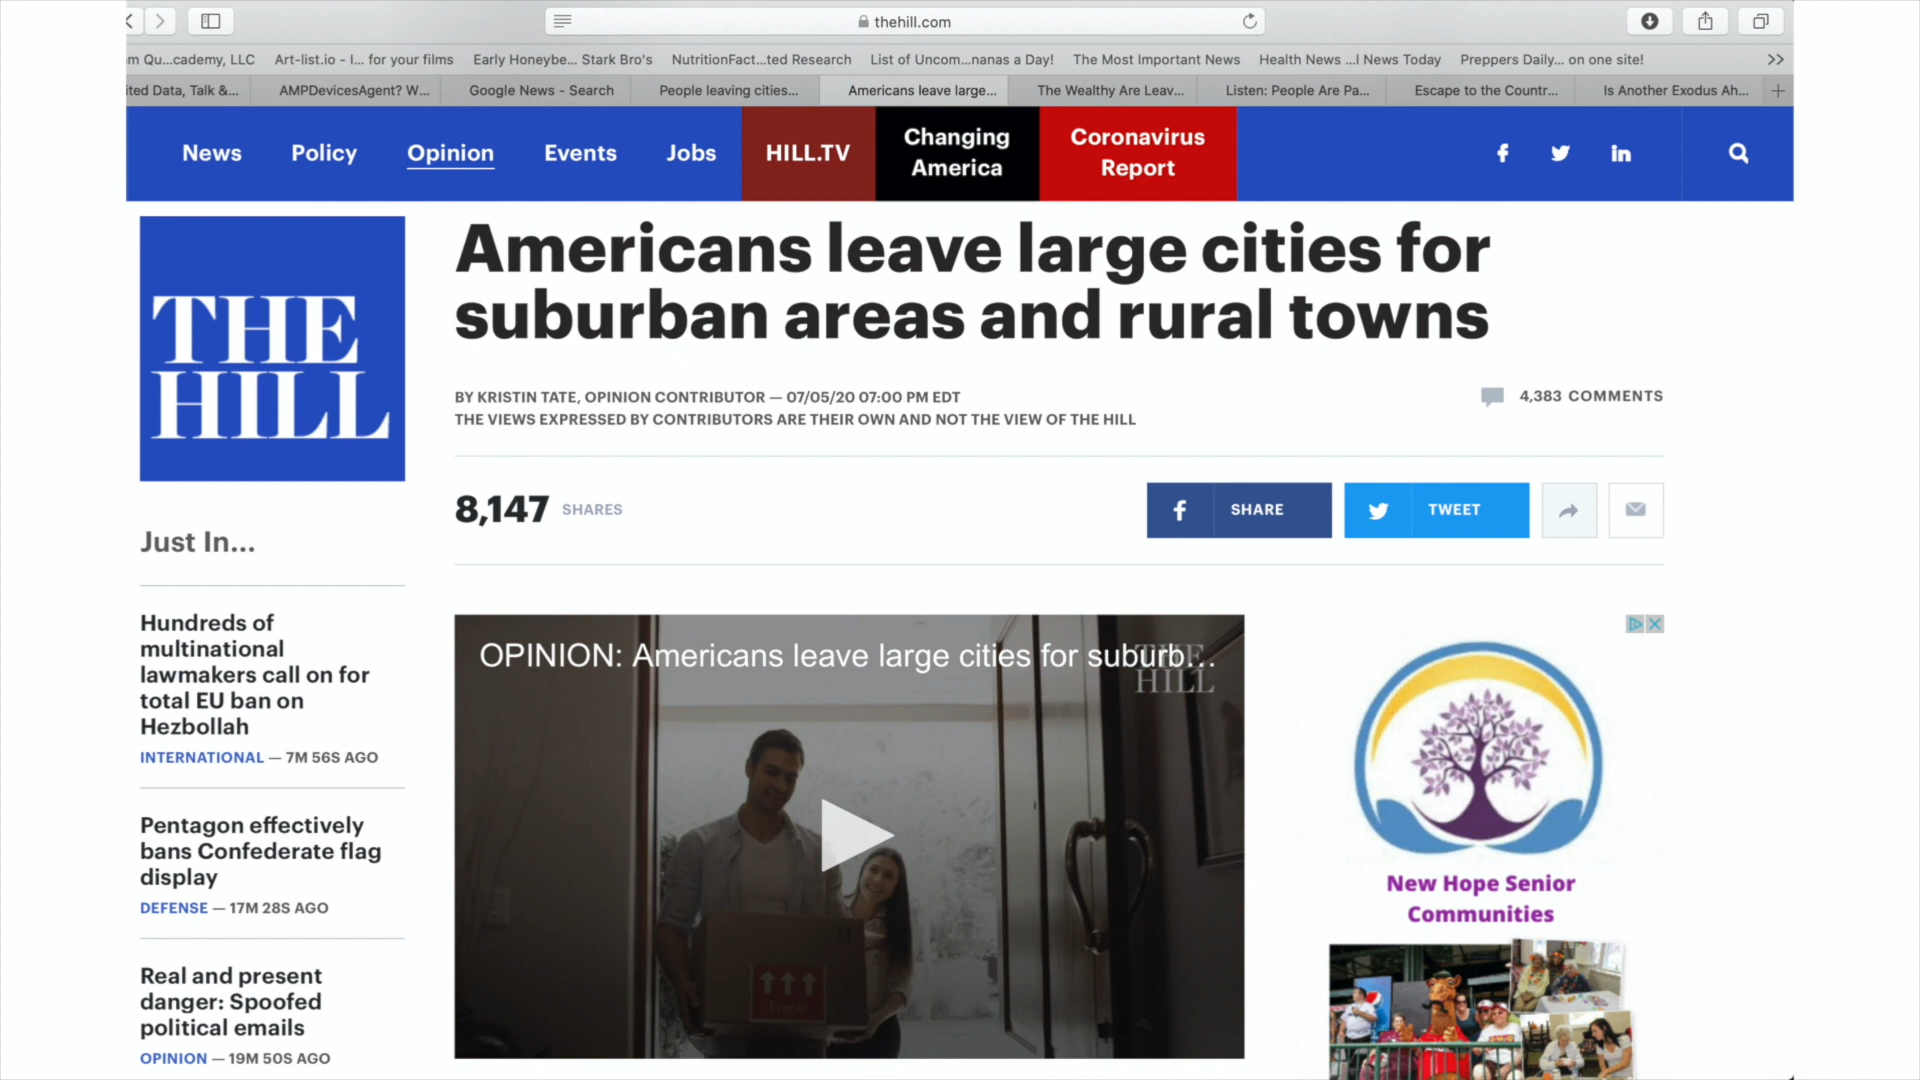 thehill.com
m Qu...cademy, LLC
Art-list.io - I... for your films
Early Honeybe... Stark Bro's
NutritionFact...ted Research
List of Uncom...nanas a Day!
The Most Important News
Health News ...l News Today
Preppers Daily... on one site!
ited Data, Talk &...
AMPDevicesAgent? W...
Google News - Search
People leaving cities...
Americans leave large...
The Wealthy Are Leav...
Listen: People Are Pa...
Escape to the Countr...
Is Another Exodus Ah...
News
Policy
Opinion
Events
Jobs
HILL.TV
Changing
America
Coronavirus
Report
THE
HILL
Americans leave large cities for
suburban areas and rural towns
BY KRISTIN TATE, OPINION CONTRIBUTOR — 07/05/20 07:00 PM EDT
THE VIEWS EXPRESSED BY CONTRIBUTORS ARE THEIR OWN AND NOT THE VIEW OF THE HILL
4,383 COMMENTS
8,147 SHARES
SHARE
TWEET
Just In...
Hundreds of
multinational
lawmakers call on for
total EU ban on
Hezbollah
INTERNATIONAL — 7M 56S AGO
Pentagon effectively
bans Confederate flag
display
DEFENSE — 17M 28S AGO
Real and present
danger: Spoofed
political emails
OPINION — 19M 50S AGO
OPINION: Americans leave large cities for suburb...
THE
HILL
Fragile
New Hope Senior
Communities